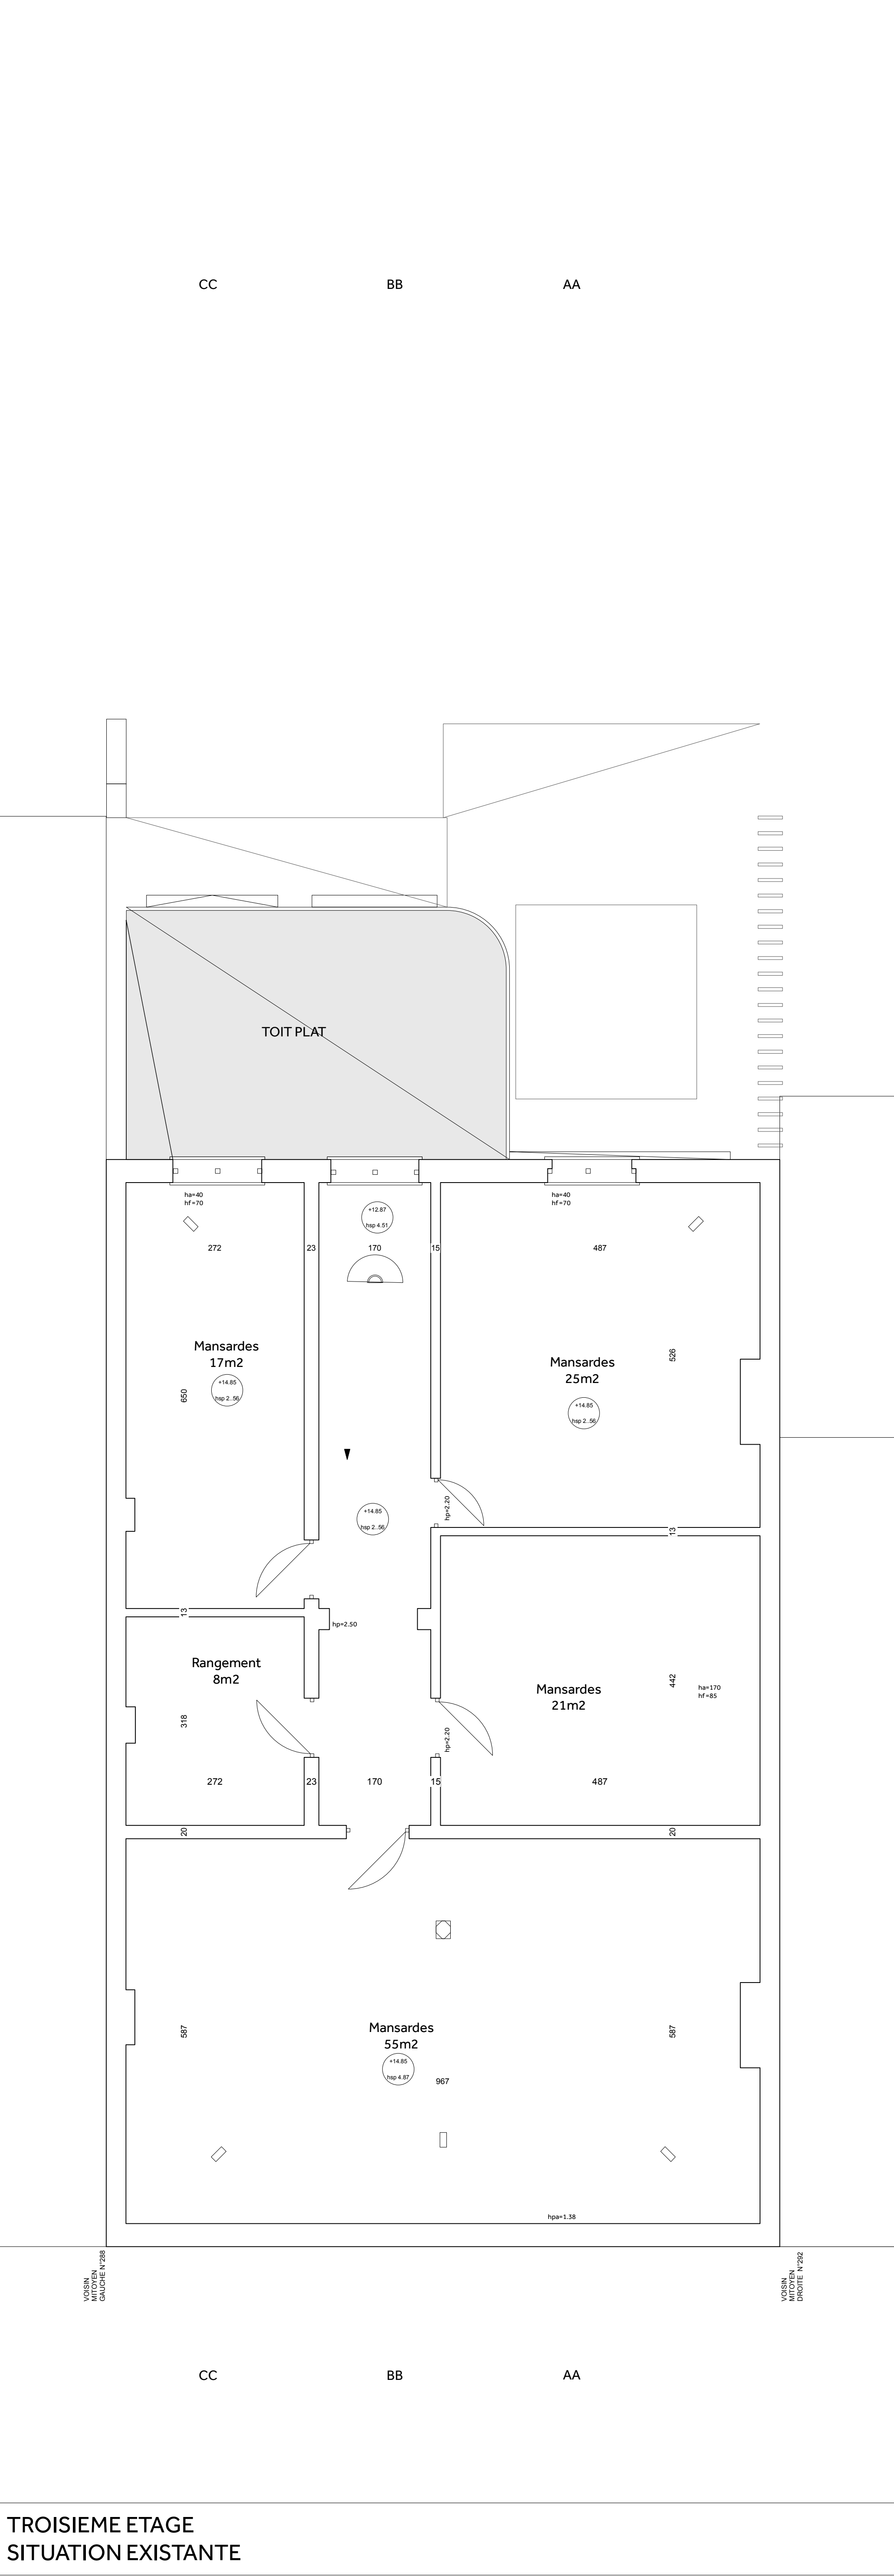 CC
BB
AA
TOIT PLAT
ha=40
hf=70
+12.87
hsp 4.51
ha=40
hf=70
272
23
170
15
487
Mansardes
17m2
+14.85
hsp 2..56
650
Mansardes
25m2
+14.85
hsp 2..56
526
+14.85
hsp 2..56
hp=2.20
13
13
hp=2.50
Rangement
8m2
318
Mansardes
21m2
442
ha=170
hf=85
hp=2.20
272
23
170
15
487
20
20
Mansardes
55m2
+14.85
hsp 4.87
587
967
587
hpa=1.38
VOISIN
MITOYEN
GAUCHE N°288
VOISIN
MITOYEN
DROITE N°292
CC
BB
AA
TROISIEME ETAGE
SITUATION EXISTANTE